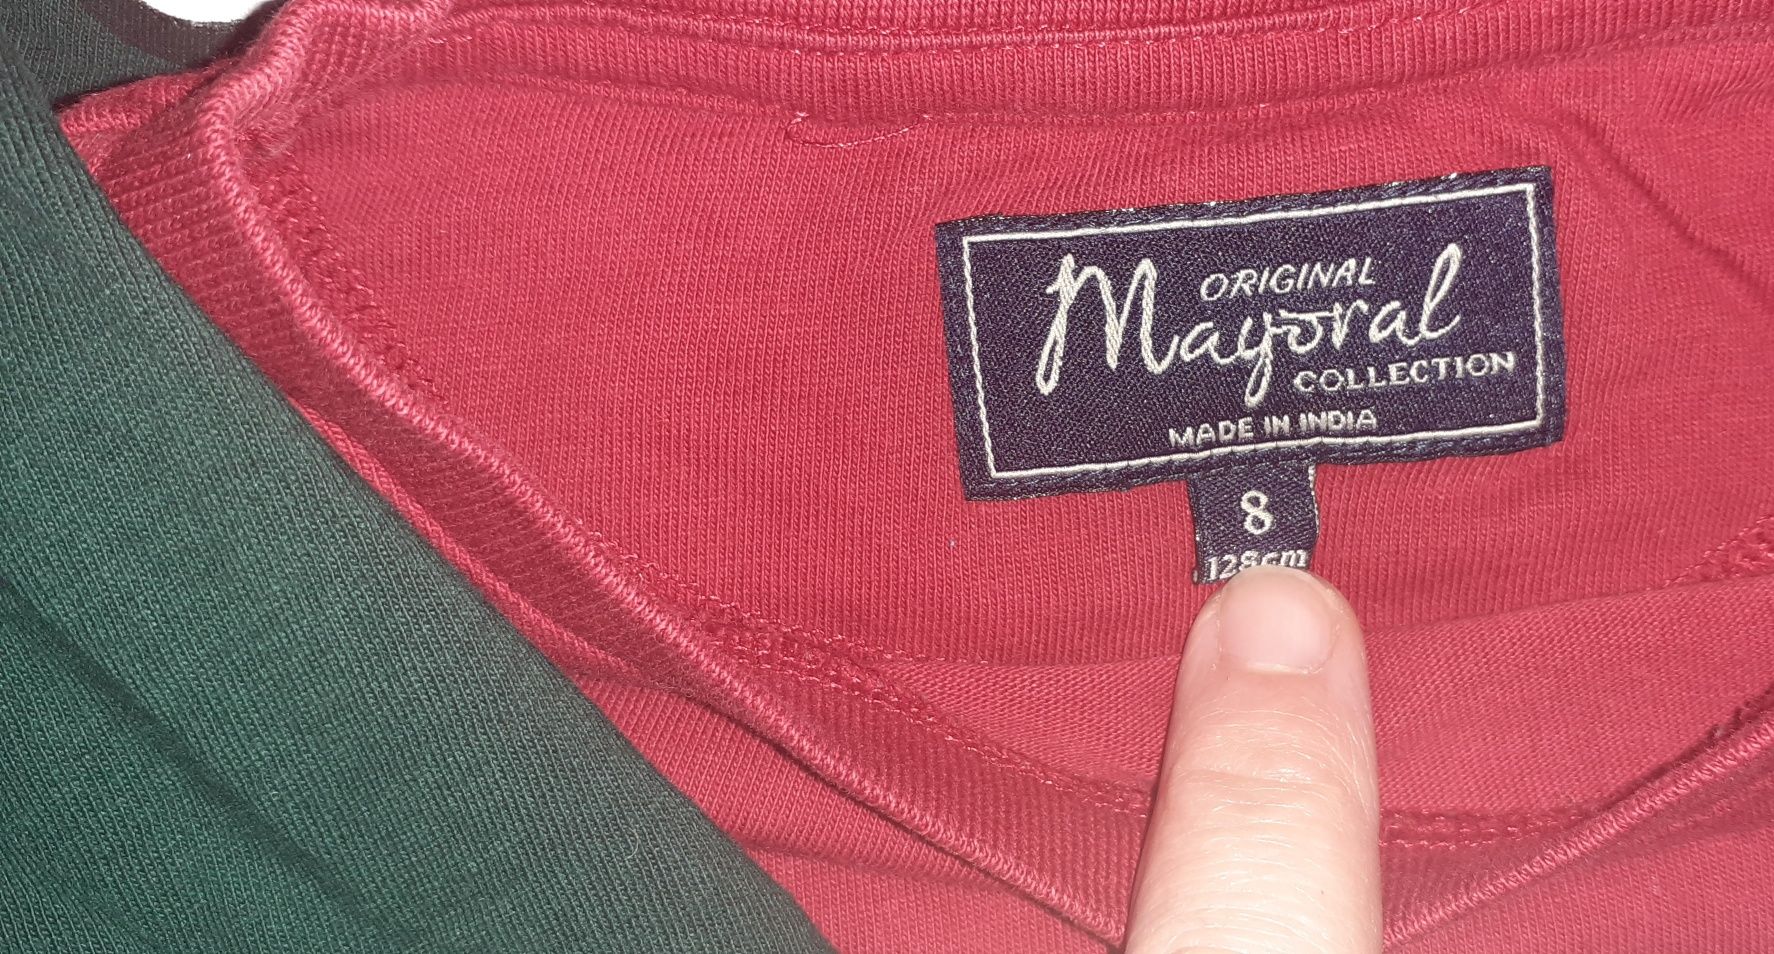 ORIGINAL
Mayoral
COLLECTION
MADE IN INDIA
8
128cm